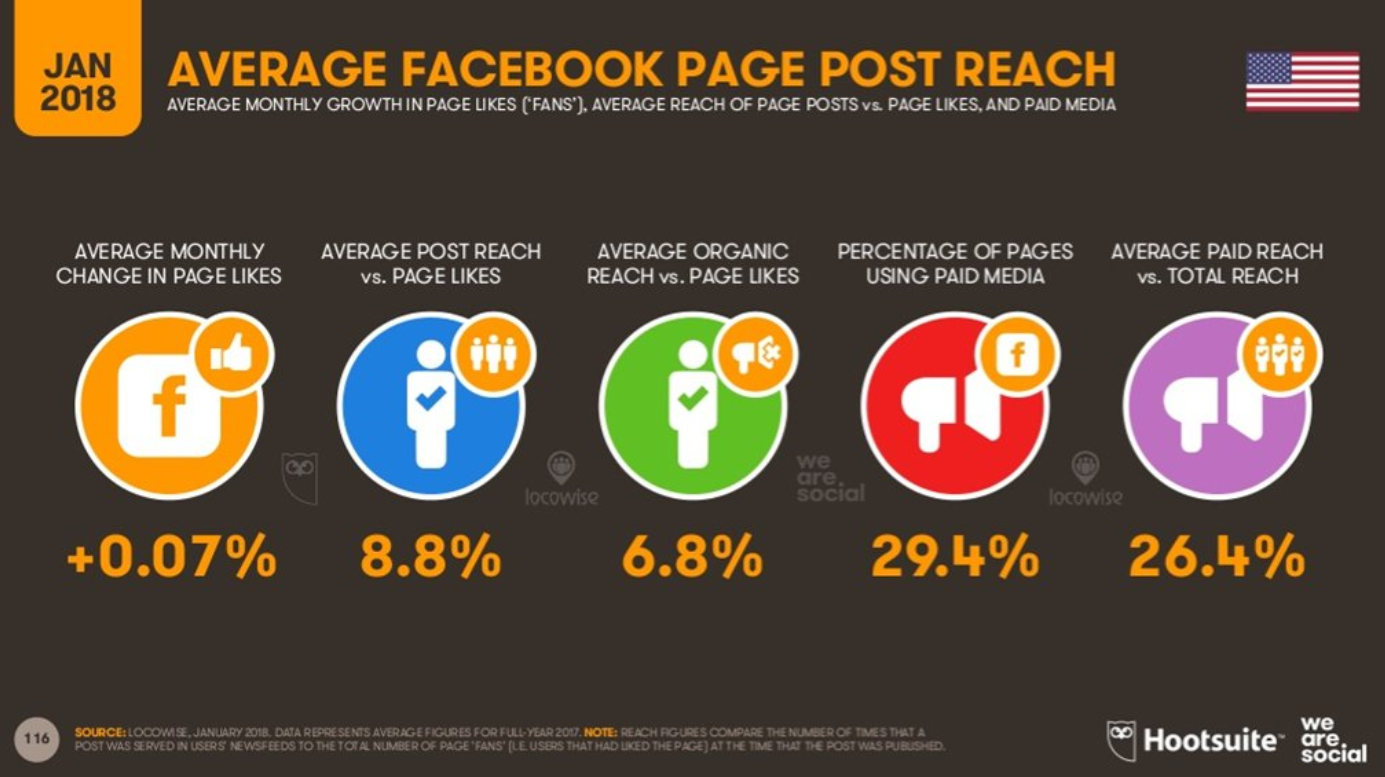 JAN
2018
AVERAGE FACEBOOK PAGE POST REACH
AVERAGE MONTHLY GROWTH IN PAGE LIKES (‘FANS’), AVERAGE REACH OF PAGE POSTS vs. PAGE LIKES, AND PAID MEDIA
AVERAGE MONTHLY
CHANGE IN PAGE LIKES
+0.07%
AVERAGE POST REACH
vs. PAGE LIKES
8.8%
AVERAGE ORGANIC
REACH vs. PAGE LIKES
6.8%
PERCENTAGE OF PAGES
USING PAID MEDIA
29.4%
AVERAGE PAID REACH
vs. TOTAL REACH
26.4%
locowise
we
are
social
locowise
116
SOURCE: LOCOWISE, JANUARY 2018. DATA REPRESENTS AVERAGE FIGURES FOR FULL-YEAR 2017. NOTE: REACH FIGURES COMPARE THE NUMBER OF TIMES THAT A
POST WAS SERVED IN USERS’ NEWSFEEDS TO THE TOTAL NUMBER OF PAGE ‘FANS’ (I.E. USERS THAT HAD LIKED THE PAGE) AT THE TIME THAT THE POST WAS PUBLISHED.
Hootsuite™
we
are
social